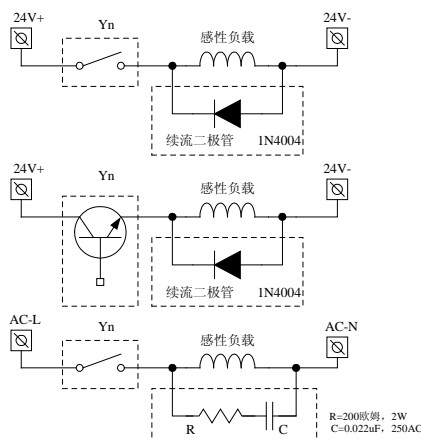 24V+ Yn 24V-
感性负载
续流二极管 1N4004
24V+ Yn 24V-
感性负载
续流二极管 1N4004
AC-L Yn AC-N
感性负载
R C
R=200欧姆，2W
C=0.022uF，250AC